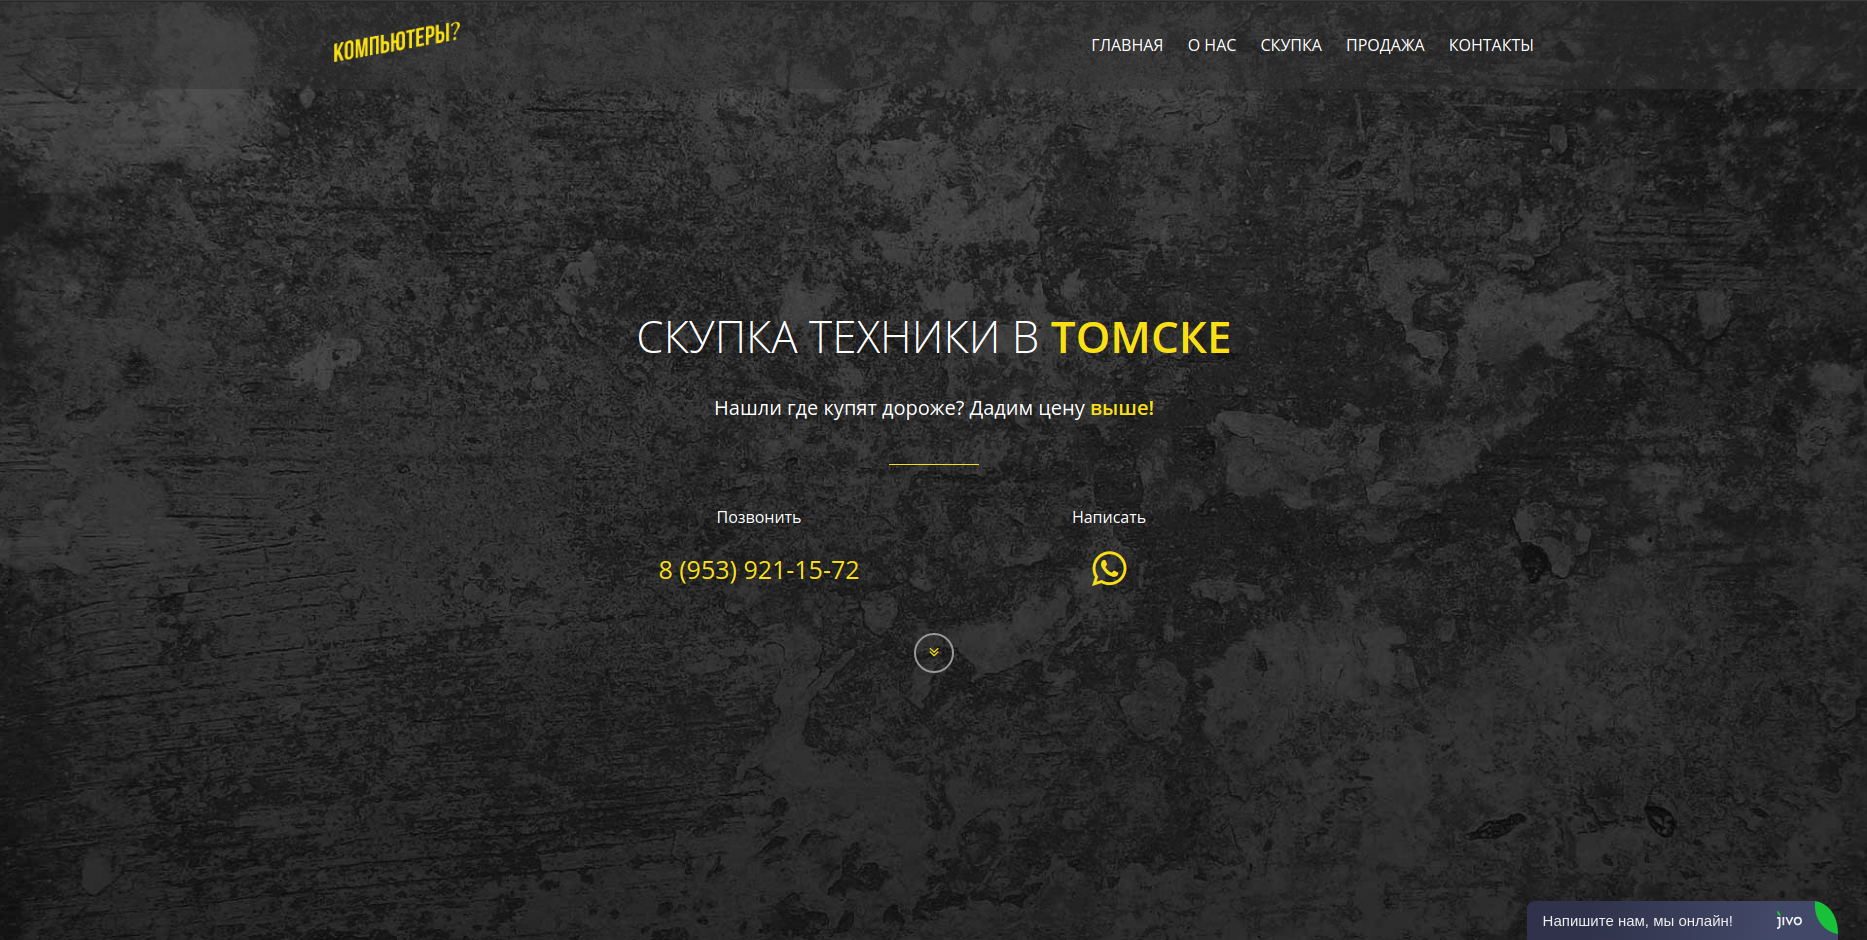 КОМПЬЮТЕРЫ?
ГЛАВНАЯ О НАС СКУПКА ПРОДАЖА КОНТАКТЫ
СКУПКА ТЕХНИКИ В ТОМСКЕ
Нашли где купят дороже? Дадим цену выше!
Позвонить Написать
8 (953) 921-15-72
Напишите нам, мы онлайн! jivo